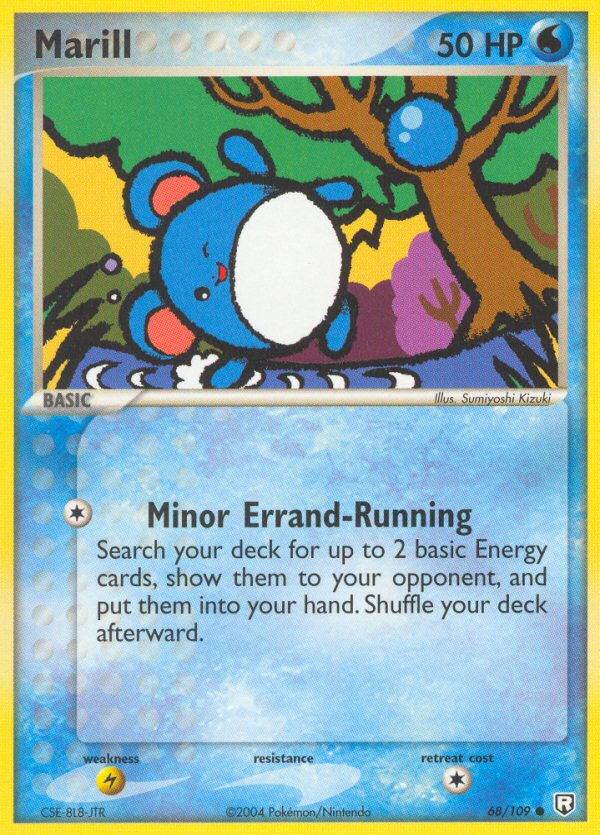 Marill 50 HP
BASIC Illus. Sumiyoshi Kizuki
Minor Errand-Running
Search your deck for up to 2 basic Energy
cards, show them to your opponent, and
put them into your hand. Shuffle your deck
afterward.
weakness resistance retreat cost
CSE-8L8-JTR ©2004 Pokémon/Nintendo 68/109 R